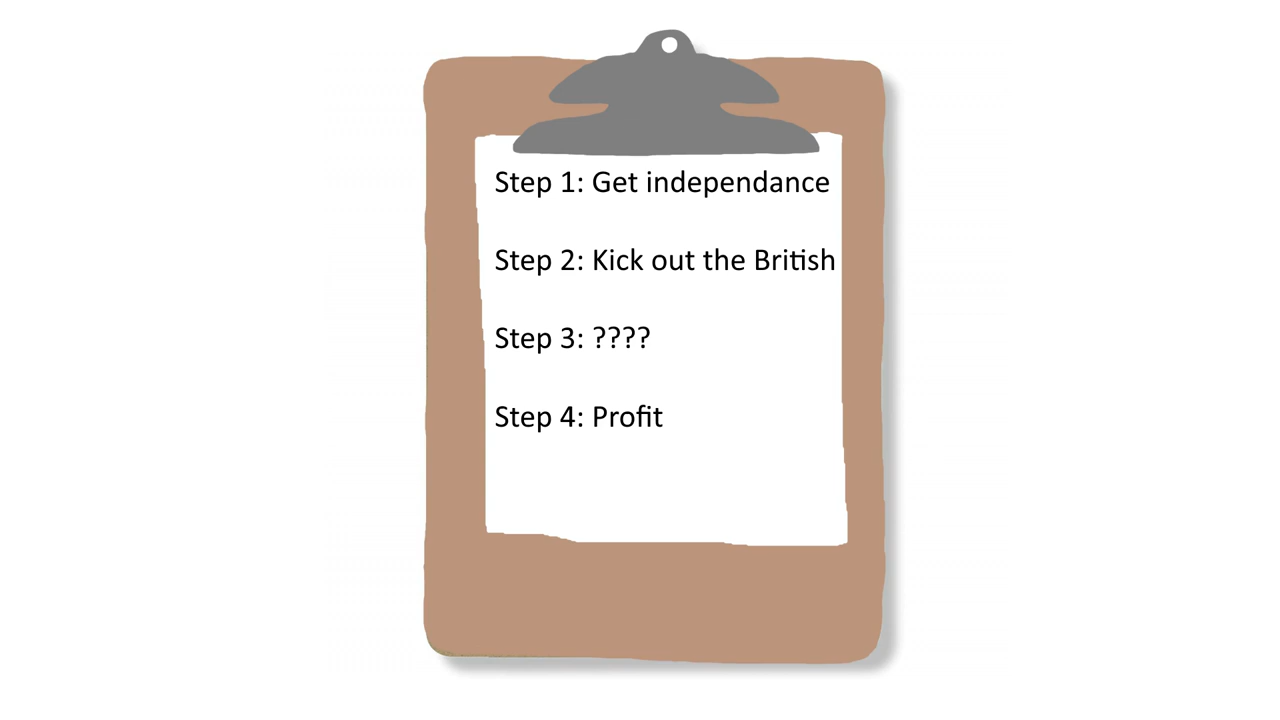 Step 1: Get independance
Step 2: Kick out the British
Step 3: ????
Step 4: Profit